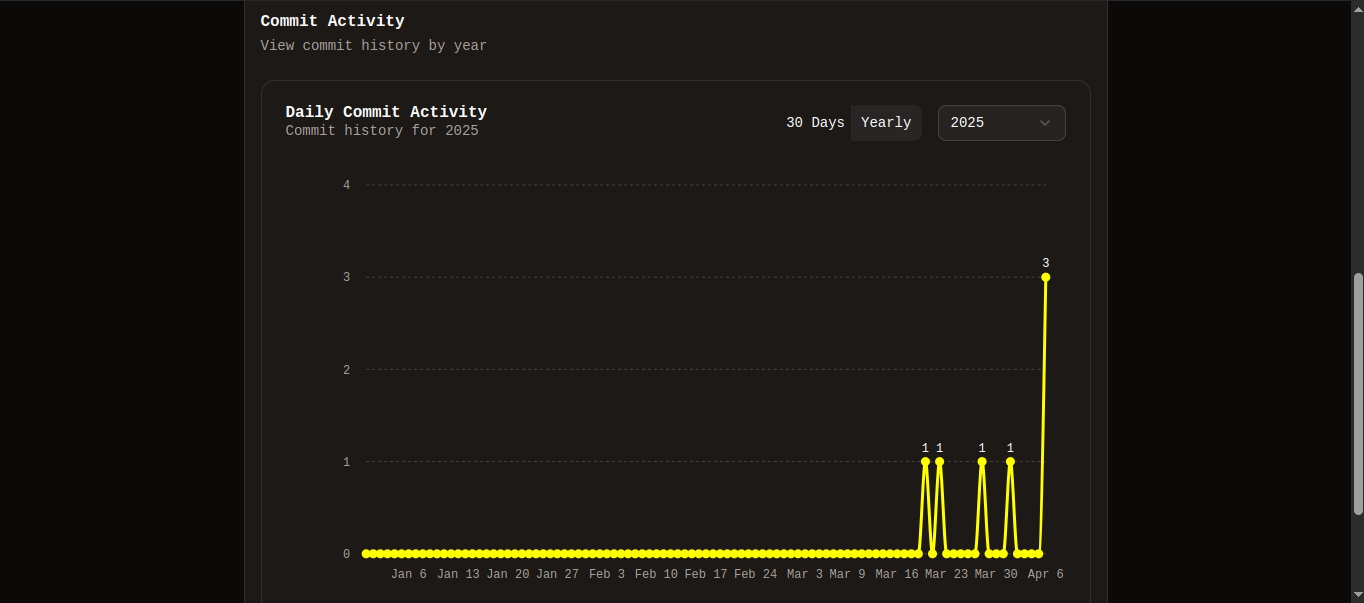 Commit Activity
View commit history by year
Daily Commit Activity
Commit history for 2025
30 Days Yearly 2025
4
3
3
2
1 1 1 1
1
0
Jan 6 Jan 13 Jan 20 Jan 27 Feb 3 Feb 10 Feb 17 Feb 24 Mar 3 Mar 9 Mar 16 Mar 23 Mar 30 Apr 6